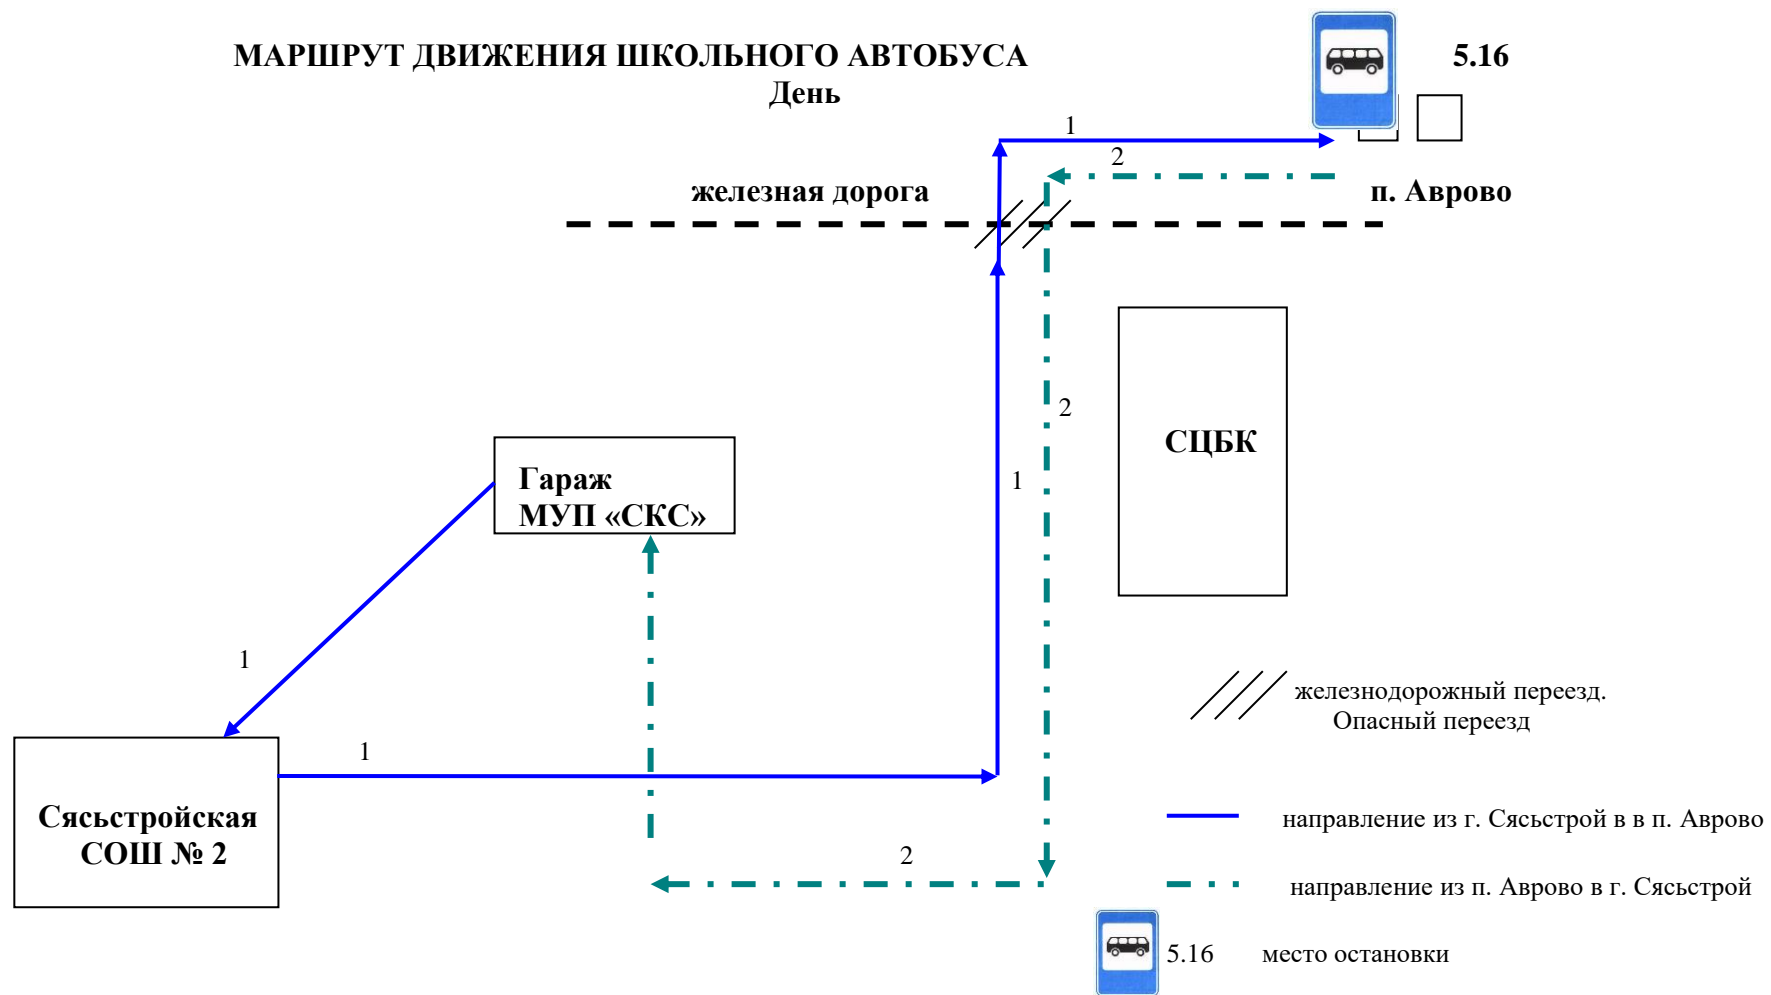 МАРШРУТ ДВИЖЕНИЯ ШКОЛЬНОГО АВТОБУСА
День
5.16
1
2
железная дорога
п. Аврово
2
СЦБК
1
Гараж
МУП «СКС»
1
железнодорожный переезд.
Опасный переезд
1
Сясьстройская
СОШ № 2
направление из г. Сясьстрой в в п. Аврово
2
направление из п. Аврово в г. Сясьстрой
5.16 место остановки